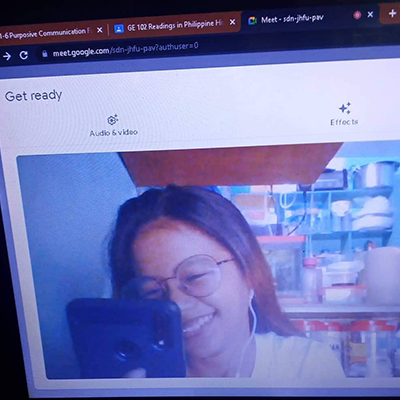 1-6 Purposive Communication F
GE 102 Readings in Philippine Hi
Meet - sdn-jhfu-pav
meet.google.com/sdn-jhfu-pav?authuser=0
Get ready
Audio & video
Effects